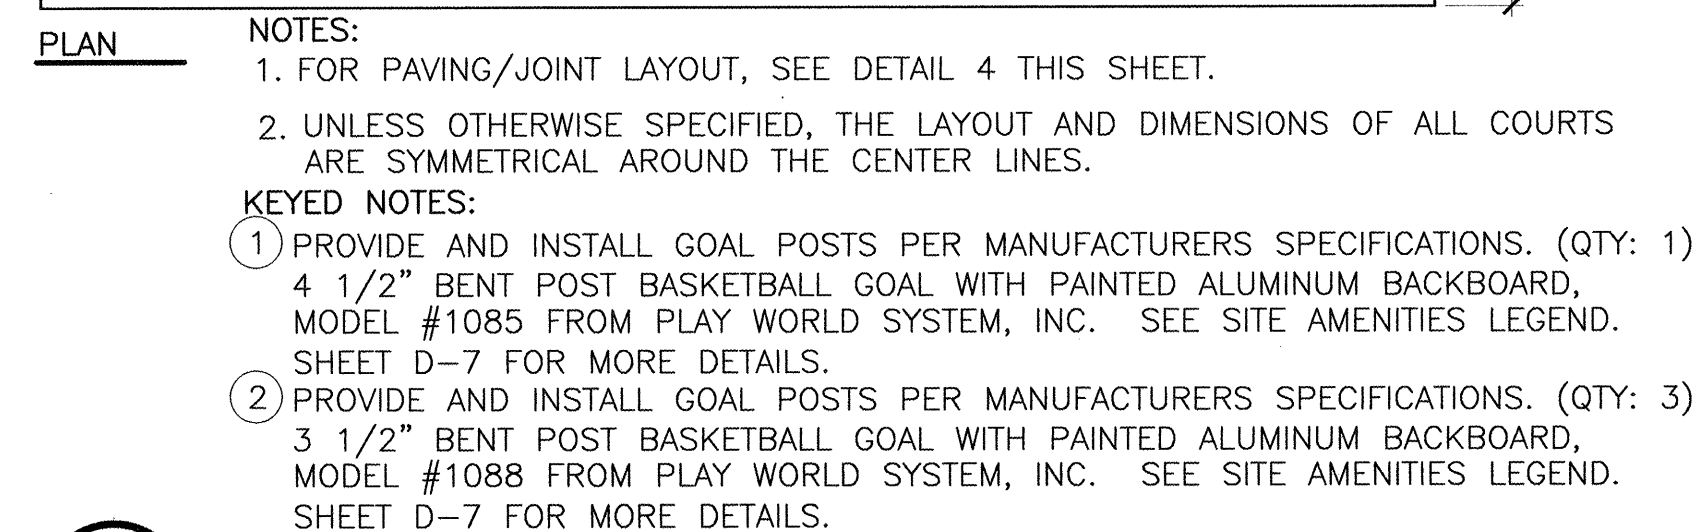 PLAN
NOTES:
1. FOR PAVING/JOINT LAYOUT, SEE DETAIL 4 THIS SHEET.
2. UNLESS OTHERWISE SPECIFIED, THE LAYOUT AND DIMENSIONS OF ALL COURTS
ARE SYMMETRICAL AROUND THE CENTER LINES.
KEYED NOTES:
1 PROVIDE AND INSTALL GOAL POSTS PER MANUFACTURERS SPECIFICATIONS. (QTY: 1)
4 1/2" BENT POST BASKETBALL GOAL WITH PAINTED ALUMINUM BACKBOARD,
MODEL #1085 FROM PLAY WORLD SYSTEM, INC. SEE SITE AMENITIES LEGEND.
SHEET D-7 FOR MORE DETAILS.
2 PROVIDE AND INSTALL GOAL POSTS PER MANUFACTURERS SPECIFICATIONS. (QTY: 3)
3 1/2" BENT POST BASKETBALL GOAL WITH PAINTED ALUMINUM BACKBOARD,
MODEL #1088 FROM PLAY WORLD SYSTEM, INC. SEE SITE AMENITIES LEGEND.
SHEET D-7 FOR MORE DETAILS.